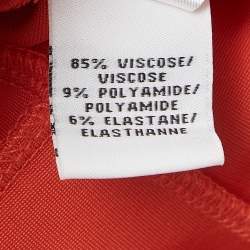 85% VISCOSE/
VISCOSE
9% POLYAMIDE/
POLYAMIDE
6% ELASTANE/
ELASTHANNE